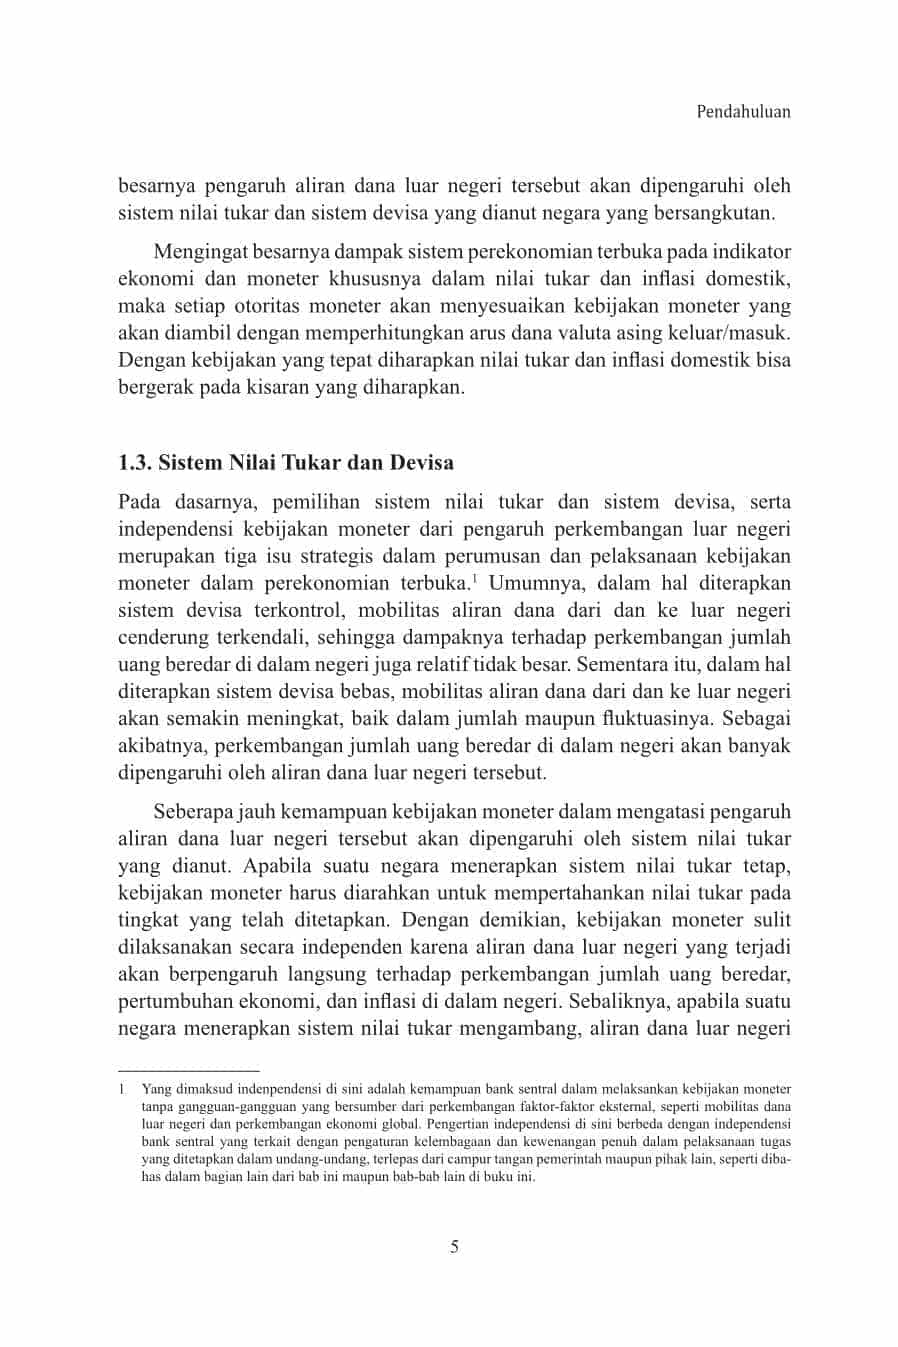 Pendahuluan
besarnya pengaruh aliran dana luar negeri tersebut akan dipengaruhi oleh
sistem nilai tukar dan sistem devisa yang dianut negara yang bersangkutan.
Mengingat besarnya dampak sistem perekonomian terbuka pada indikator
ekonomi dan moneter khususnya dalam nilai tukar dan inflasi domestik,
maka setiap otoritas moneter akan menyesuaikan kebijakan moneter yang
akan diambil dengan memperhitungkan arus dana valuta asing keluar/masuk.
Dengan kebijakan yang tepat diharapkan nilai tukar dan inflasi domestik bisa
bergerak pada kisaran yang diharapkan.
1.3. Sistem Nilai Tukar dan Devisa
Pada dasarnya, pemilihan sistem nilai tukar dan sistem devisa, serta
independensi kebijakan moneter dari pengaruh perkembangan luar negeri
merupakan tiga isu strategis dalam perumusan dan pelaksanaan kebijakan
moneter dalam perekonomian terbuka.1 Umumnya, dalam hal diterapkan
sistem devisa terkontrol, mobilitas aliran dana dari dan ke luar negeri
cenderung terkendali, sehingga dampaknya terhadap perkembangan jumlah
uang beredar di dalam negeri juga relatif tidak besar. Sementara itu, dalam hal
diterapkan sistem devisa bebas, mobilitas aliran dana dari dan ke luar negeri
akan semakin meningkat, baik dalam jumlah maupun fluktuasinya. Sebagai
akibatnya, perkembangan jumlah uang beredar di dalam negeri akan banyak
dipengaruhi oleh aliran dana luar negeri tersebut.
Seberapa jauh kemampuan kebijakan moneter dalam mengatasi pengaruh
aliran dana luar negeri tersebut akan dipengaruhi oleh sistem nilai tukar
yang dianut. Apabila suatu negara menerapkan sistem nilai tukar tetap,
kebijakan moneter harus diarahkan untuk mempertahankan nilai tukar pada
tingkat yang telah ditetapkan. Dengan demikian, kebijakan moneter sulit
dilaksanakan secara independen karena aliran dana luar negeri yang terjadi
akan berpengaruh langsung terhadap perkembangan jumlah uang beredar,
pertumbuhan ekonomi, dan inflasi di dalam negeri. Sebaliknya, apabila suatu
negara menerapkan sistem nilai tukar mengambang, aliran dana luar negeri
1 Yang dimaksud indenpendensi di sini adalah kemampuan bank sentral dalam melaksankan kebijakan moneter
tanpa gangguan-gangguan yang bersumber dari perkembangan faktor-faktor eksternal, seperti mobilitas dana
luar negeri dan perkembangan ekonomi global. Pengertian independensi di sini berbeda dengan independensi
bank sentral yang terkait dengan pengaturan kelembagaan dan kewenangan penuh dalam pelaksanaan tugas
yang ditetapkan dalam undang-undang, terlepas dari campur tangan pemerintah maupun pihak lain, seperti diba-
has dalam bagian lain dari bab ini maupun bab-bab lain di buku ini.
5